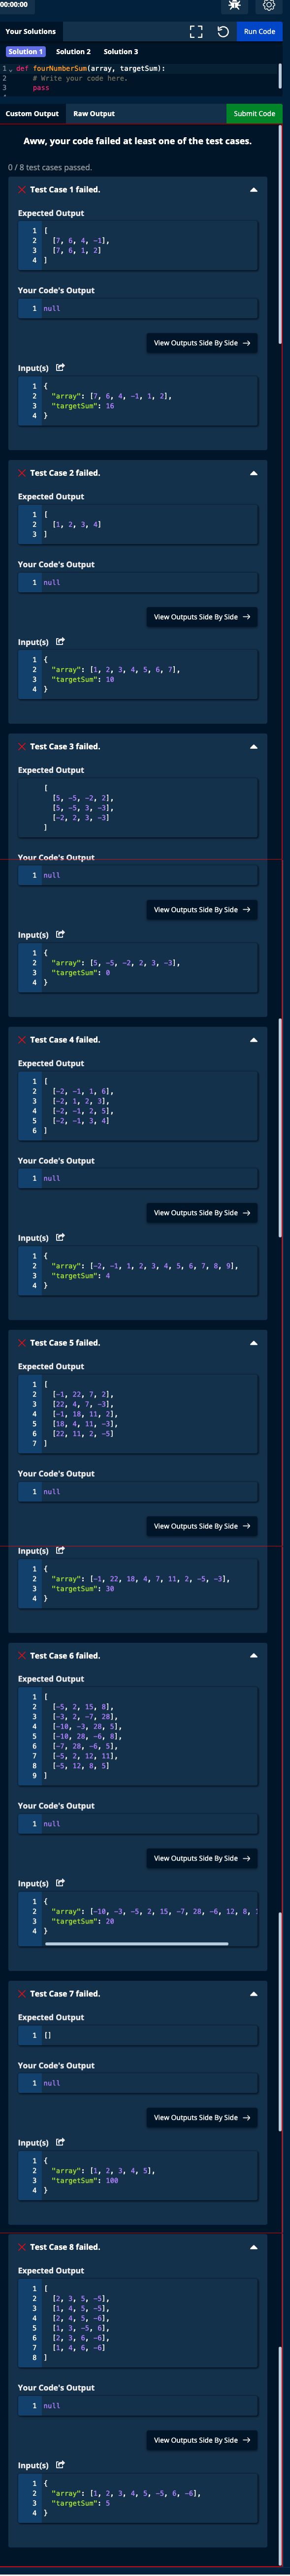 00:00:00
Your Solutions
Run Code
Solution 1
Solution 2
Solution 3
1 def fourNumberSum(array, targetSum):
2 # Write your code here.
3 pass
Custom Output
Raw Output
Submit Code
Aww, your code failed at least one of the test cases.
0 / 8 test cases passed.
Test Case 1 failed.
Expected Output
1 [
2 [7, 6, 4, -1],
3 [7, 6, 1, 2]
4 ]
Your Code's Output
1 null
View Outputs Side By Side
Input(s)
1 {
2 "array": [7, 6, 4, -1, 1, 2],
3 "targetSum": 16
4 }
Test Case 2 failed.
Expected Output
1 [
2 [1, 2, 3, 4]
3 ]
Your Code's Output
1 null
View Outputs Side By Side
Input(s)
1 {
2 "array": [1, 2, 3, 4, 5, 6, 7],
3 "targetSum": 10
4 }
Test Case 3 failed.
Expected Output
[
[5, -5, -2, 2],
[5, -5, 3, -3],
[-2, 2, 3, -3]
]
Your Code's Output
1 null
View Outputs Side By Side
Input(s)
1 {
2 "array": [5, -5, -2, 2, 3, -3],
3 "targetSum": 0
4 }
Test Case 4 failed.
Expected Output
1 [
2 [-2, -1, 1, 6],
3 [-2, 1, 2, 3],
4 [-2, -1, 2, 5],
5 [-2, -1, 3, 4]
6 ]
Your Code's Output
1 null
View Outputs Side By Side
Input(s)
1 {
2 "array": [-2, -1, 1, 2, 3, 4, 5, 6, 7, 8, 9],
3 "targetSum": 4
4 }
Test Case 5 failed.
Expected Output
1 [
2 [-1, 22, 7, 2],
3 [22, 4, 7, -3],
4 [-1, 18, 11, 2],
5 [18, 4, 11, -3],
6 [22, 11, 2, -5]
7 ]
Your Code's Output
1 null
View Outputs Side By Side
Input(s)
1 {
2 "array": [-1, 22, 18, 4, 7, 11, 2, -5, -3],
3 "targetSum": 30
4 }
Test Case 6 failed.
Expected Output
1 [
2 [-5, 2, 15, 8],
3 [-3, 2, -7, 28],
4 [-10, -3, 28, 5],
5 [-10, 28, -6, 8],
6 [-7, 28, -6, 5],
7 [-5, 2, 12, 11],
8 [-5, 12, 8, 5]
9 ]
Your Code's Output
1 null
View Outputs Side By Side
Input(s)
1 {
2 "array": [-10, -3, -5, 2, 15, -7, 28, -6, 12, 8,
3 "targetSum": 20
4 }
Test Case 7 failed.
Expected Output
1 []
Your Code's Output
1 null
View Outputs Side By Side
Input(s)
1 {
2 "array": [1, 2, 3, 4, 5],
3 "targetSum": 100
4 }
Test Case 8 failed.
Expected Output
1 [
2 [2, 3, 5, -5],
3 [1, 4, 5, -5],
4 [2, 4, 5, -6],
5 [1, 3, -5, 6],
6 [2, 3, 6, -6],
7 [1, 4, 6, -6]
8 ]
Your Code's Output
1 null
View Outputs Side By Side
Input(s)
1 {
2 "array": [1, 2, 3, 4, 5, -5, 6, -6],
3 "targetSum": 5
4 }